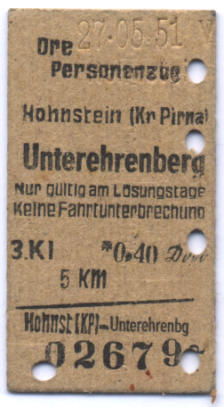 27.05.51
Dre
Personenzug
Hohnstein (Kr Pirna)
Unterehrenberg
Nur gültig am Lösungstage
Keine Fahrtunterbrechung
3.Kl *0,40
5 KM
Hohnst(KP)-Unterehrenbg
02679